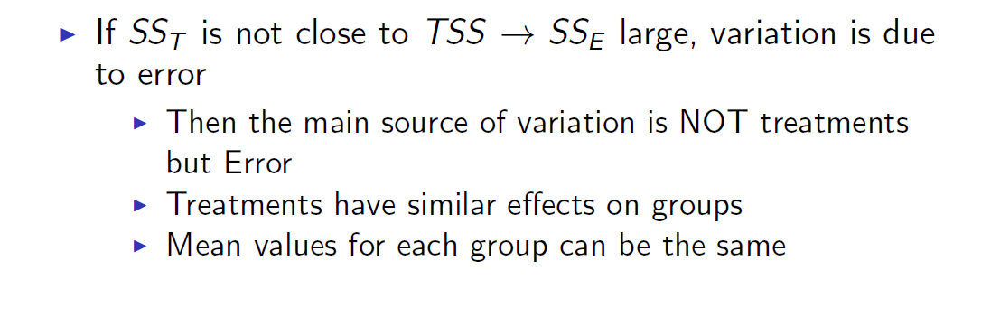 If SS_T is not close to TSS → SS_E large, variation is due
to error
Then the main source of variation is NOT treatments
but Error
Treatments have similar effects on groups
Mean values for each group can be the same